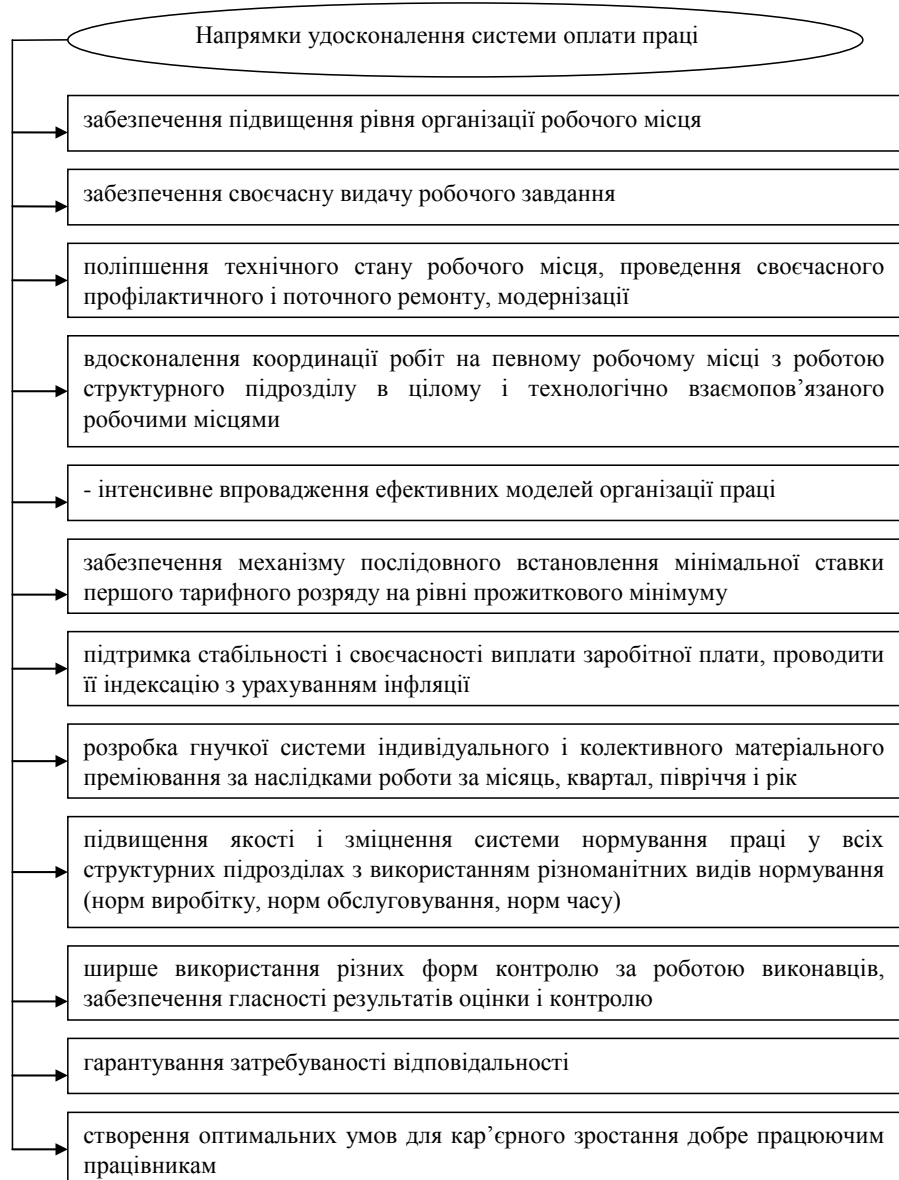 Напрямки удосконалення системи оплати праці
забезпечення підвищення рівня організації робочого місця
забезпечення своєчасну видачу робочого завдання
поліпшення технічного стану робочого місця, проведення своєчасного
профілактичного і поточного ремонту, модернізації
вдосконалення координації робіт на певному робочому місці з роботою
структурного підрозділу в цілому і технологічно взаємопов’язаного
робочими місцями
- інтенсивне впровадження ефективних моделей організації праці
забезпечення механізму послідовного встановлення мінімальної ставки
першого тарифного розряду на рівні прожиткового мінімуму
підтримка стабільності і своєчасності виплати заробітної плати, проводити
її індексацію з урахуванням інфляції
розробка гнучкої системи індивідуального і колективного матеріального
преміювання за наслідками роботи за місяць, квартал, півріччя і рік
підвищення якості і зміцнення системи нормування праці у всіх
структурних підрозділах з використанням різноманітних видів нормування
(норм виробітку, норм обслуговування, норм часу)
ширше використання різних форм контролю за роботою виконавців,
забезпечення гласності результатів оцінки і контролю
гарантування затребуваності відповідальності
створення оптимальних умов для кар’єрного зростання добре працюючим
працівникам